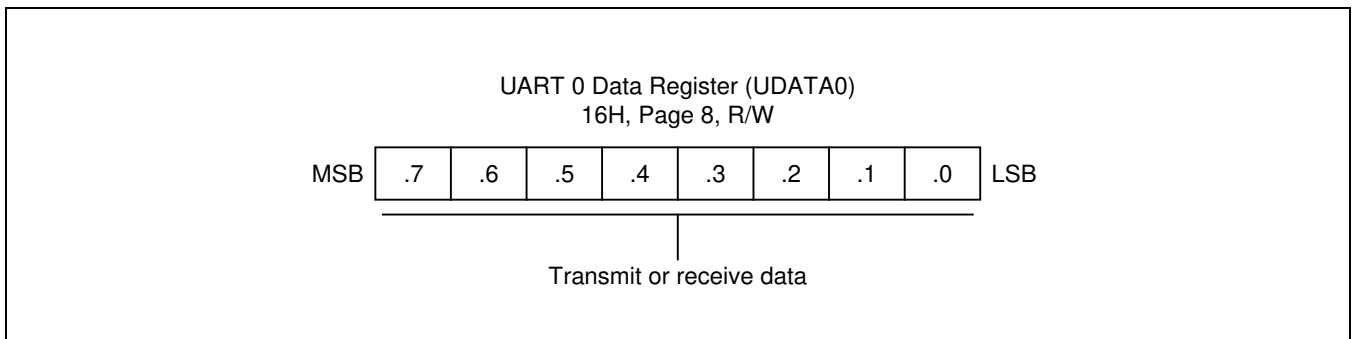 UART 0 Data Register (UDATA0)
16H, Page 8, R/W
MSB .7 .6 .5 .4 .3 .2 .1 .0 LSB
Transmit or receive data